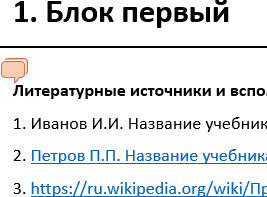 1. Блок первый
Литературные источники и вспом
1. Иванов И.И. Название учебник
2. Петров П.П. Название учебника
3. https://ru.wikipedia.org/wiki/Пр